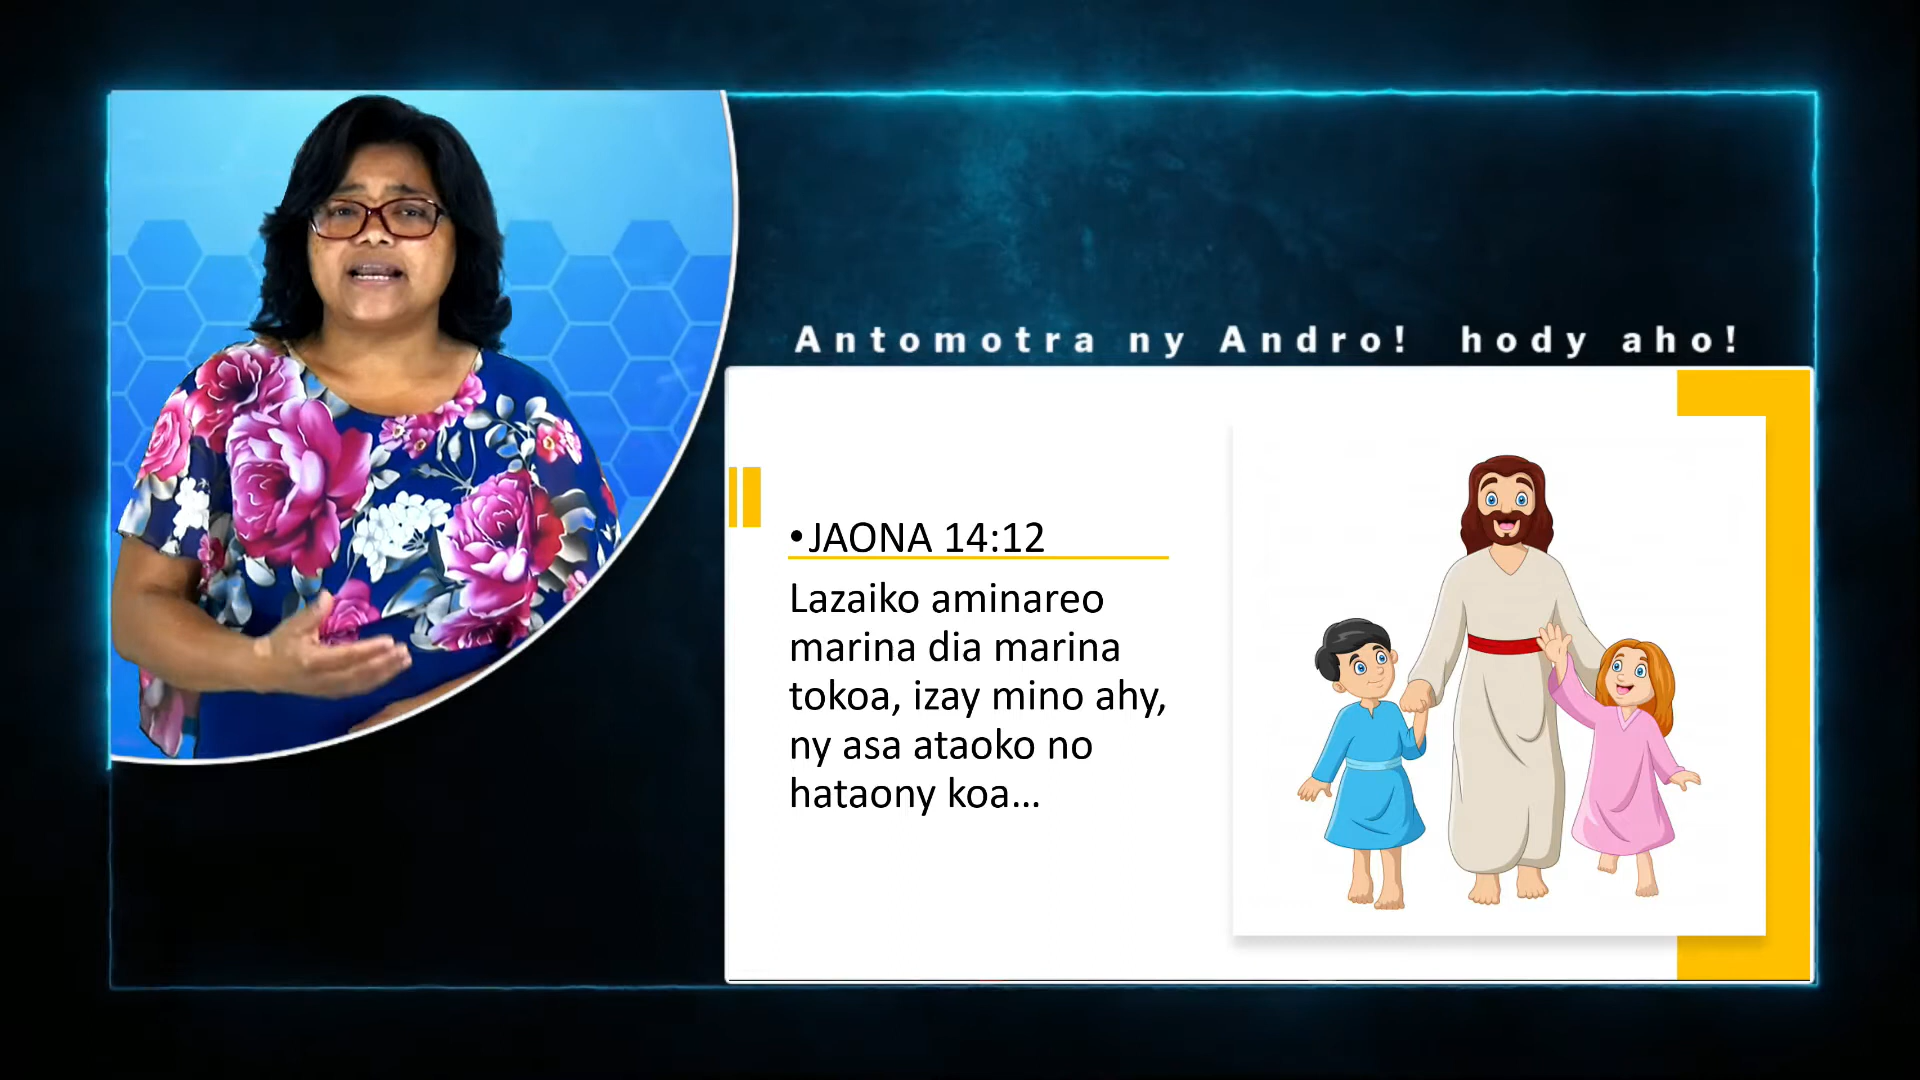 Antomotra ny Andro! hody aho!
•JAONA 14:12
Lazaiko aminareo
marina dia marina
tokoa, izay mino ahy,
ny asa ataoko no
hataony koa...